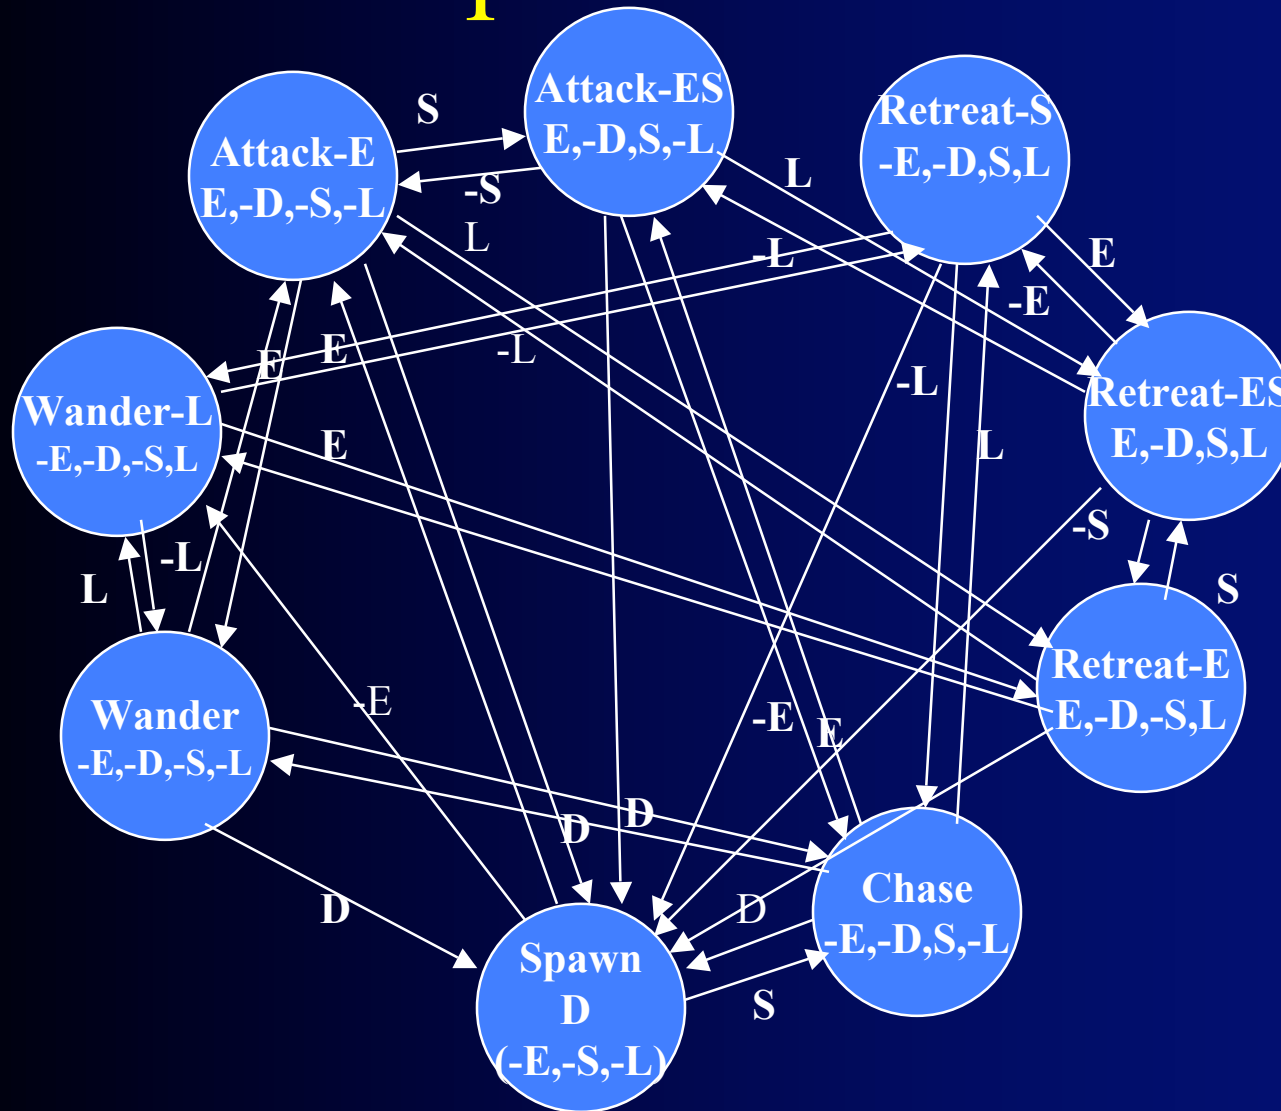 Attack-ES
E,-D,S,-L
Retreat-S
-E,-D,S,L
S
Attack-E
E,-D,-S,-L
-S
L
L
-L
E
-E
E
E
-L
-L
Wander-L
-E,-D,-S,L
E
L
Retreat-ES
E,-D,S,L
-S
-L
L
S
Retreat-E
E,-D,-S,L
Wander
-E,-D,-S,-L
-E
-E
E
D
D
D
D
Chase
-E,-D,S,-L
Spawn
D
(-E,-S,-L)
S